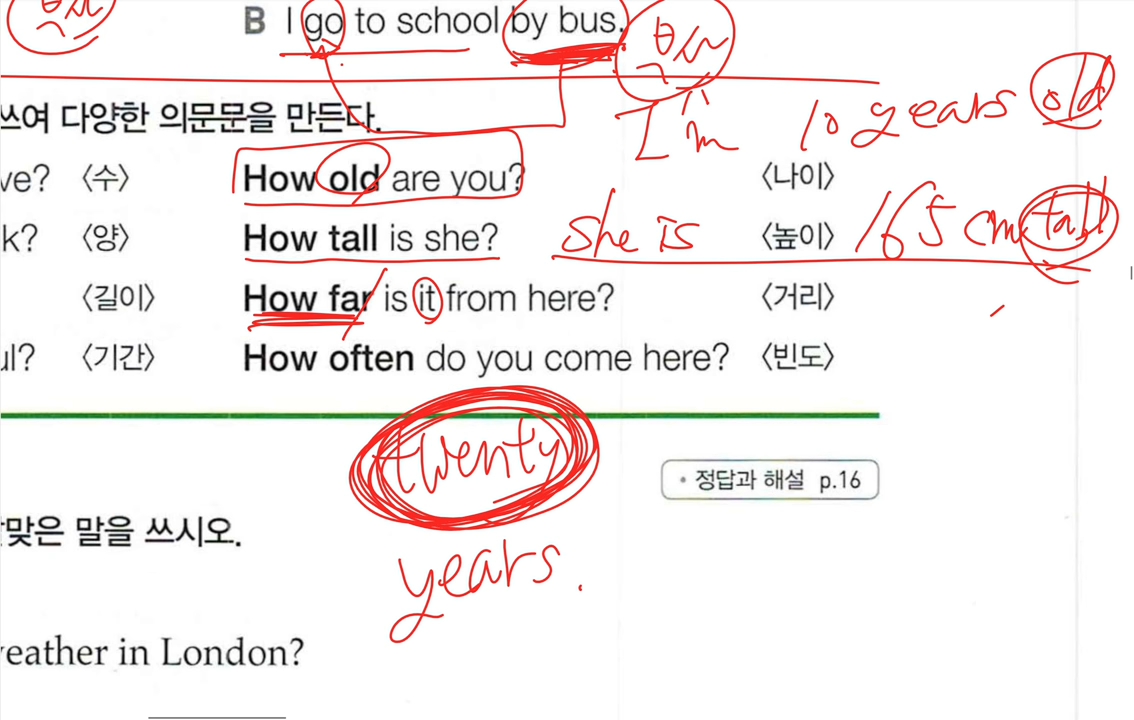 B I go to school by bus.
부사
쓰여 다양한 의문문을 만든다.
I'm 10 years old
ve? 〈수〉 How old are you? 〈나이〉
k? 〈양〉 How tall is she? she is 〈높이〉 165 cm tall
〈길이〉 How far is it from here? 〈거리〉
ul? 〈기간〉 How often do you come here? 〈빈도〉
twenty
• 정답과 해설 p.16
맞은 말을 쓰시오.
years.
eather in London?